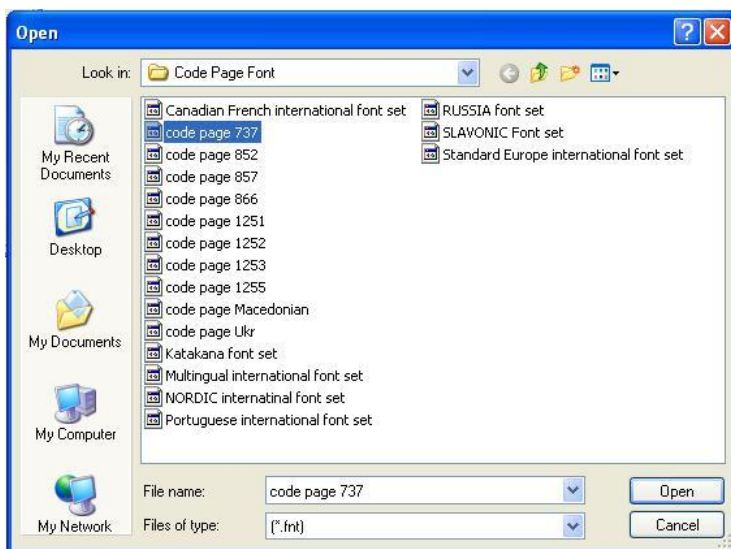 Open
Look in:
Code Page Font
My Recent
Documents
Desktop
My Documents
My Computer
My Network
Canadian French international font set
code page 737
code page 852
code page 857
code page 866
code page 1251
code page 1252
code page 1253
code page 1255
code page Macedonian
code page Ukr
Katakana font set
Multingual international font set
NORDIC internatinal font set
Portuguese international font set
RUSSIA font set
SLAVONIC Font set
Standard Europe international font set
File name:
code page 737
Open
Files of type:
(*.fnt)
Cancel